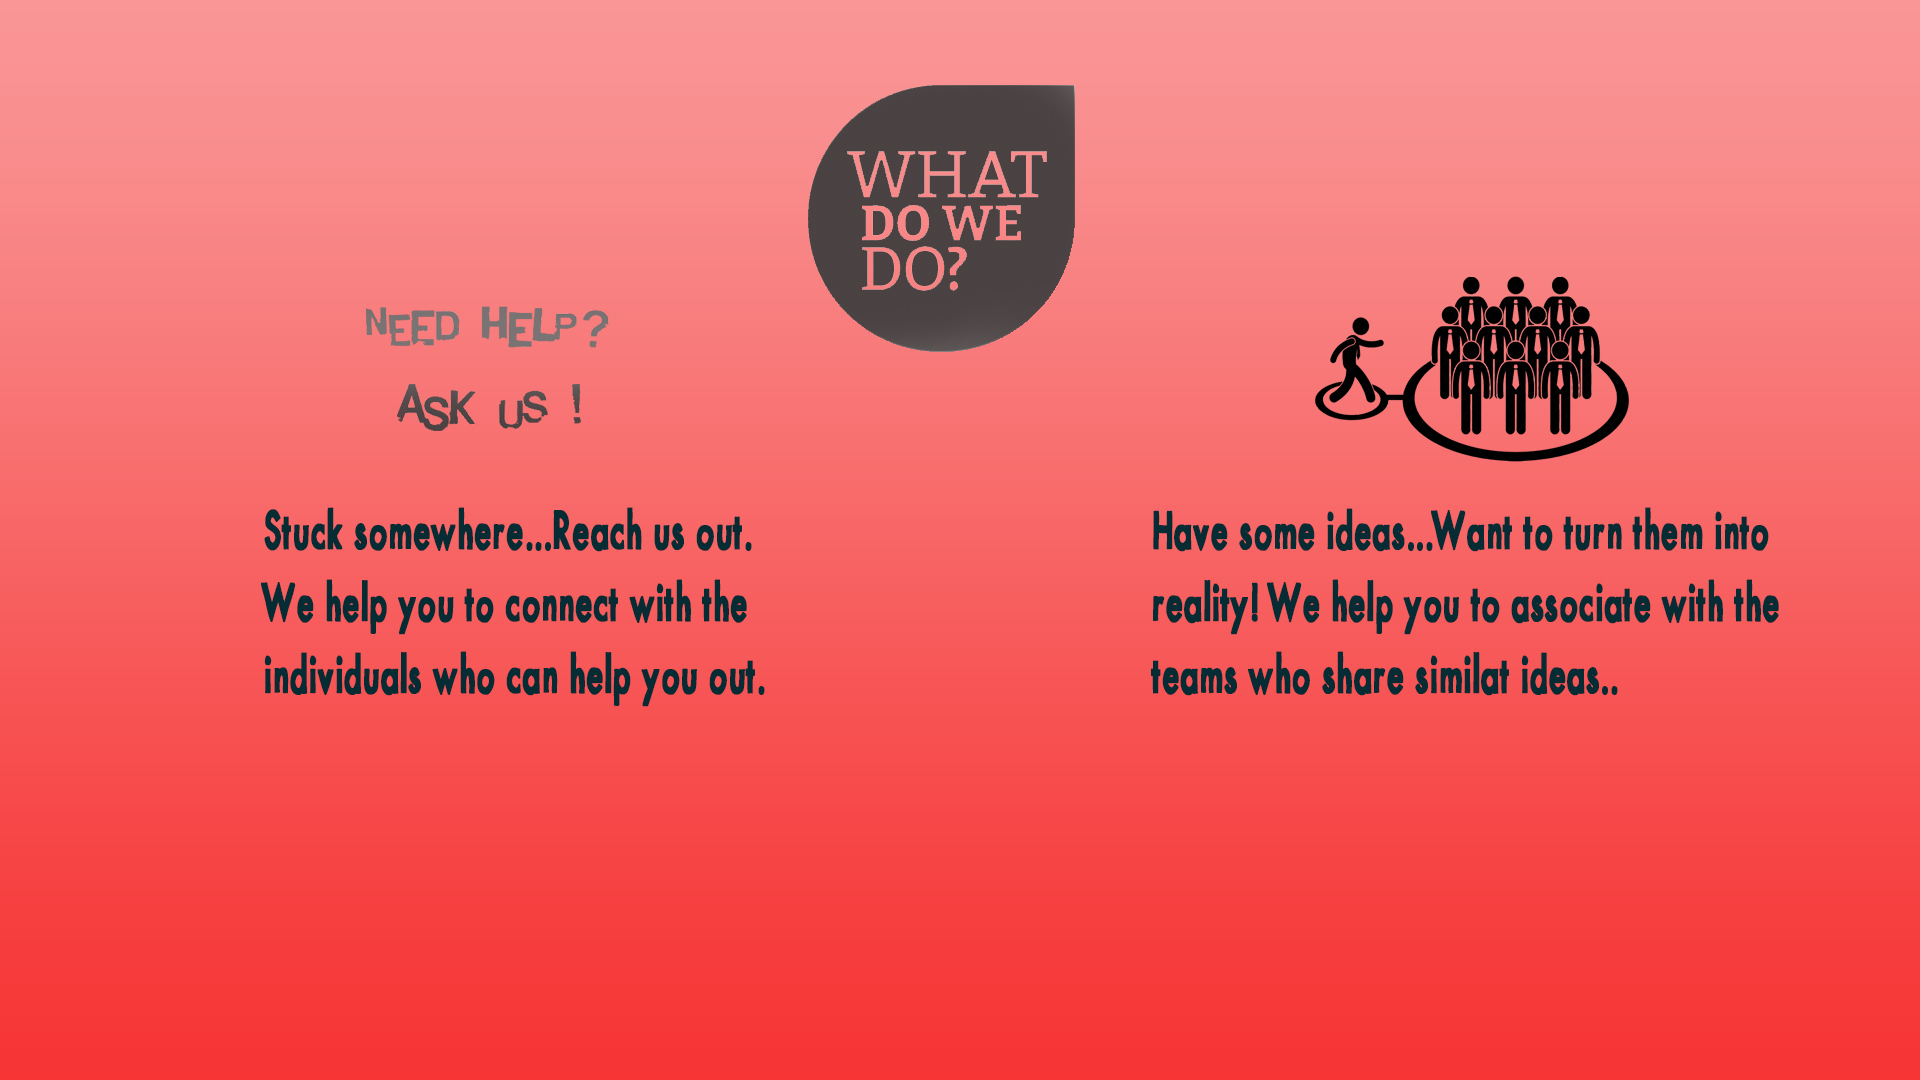 WHAT
DO WE
DO?
NEED HELP?
ASK US !
Stuck somewhere...Reach us out.
We help you to connect with the
individuals who can help you out.
Have some ideas...Want to turn them into
reality! We help you to associate with the
teams who share similat ideas..